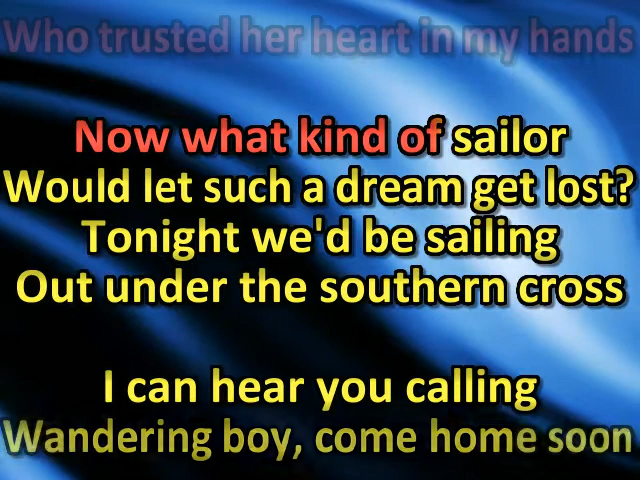 Who trusted her heart in my hands
Now what kind of sailor
Would let such a dream get lost?
Tonight we'd be sailing
Out under the southern cross
I can hear you calling
Wandering boy, come home soon